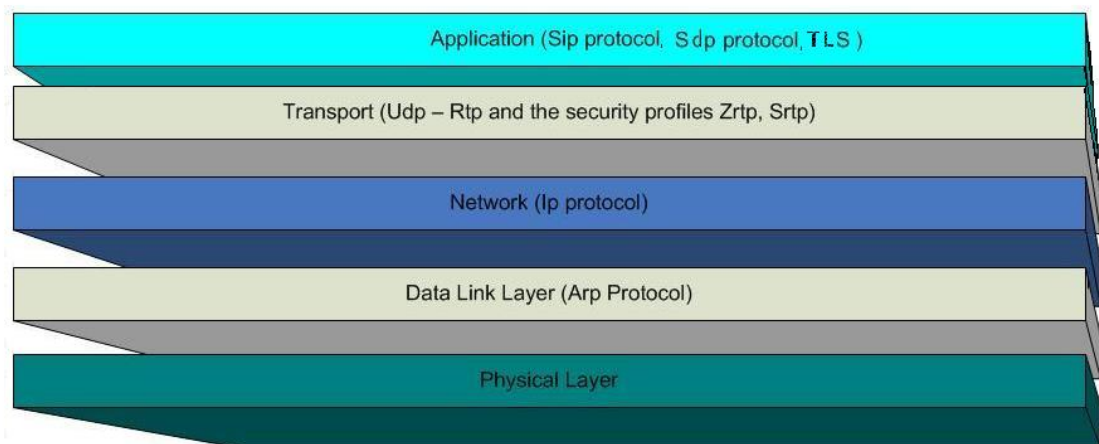 Application (Sip protocol, Sdp protocol, TLS )
Transport (Udp – Rtp and the security profiles Zrtp, Srtp)
Network (Ip protocol)
Data Link Layer (Arp Protocol)
Physical Layer